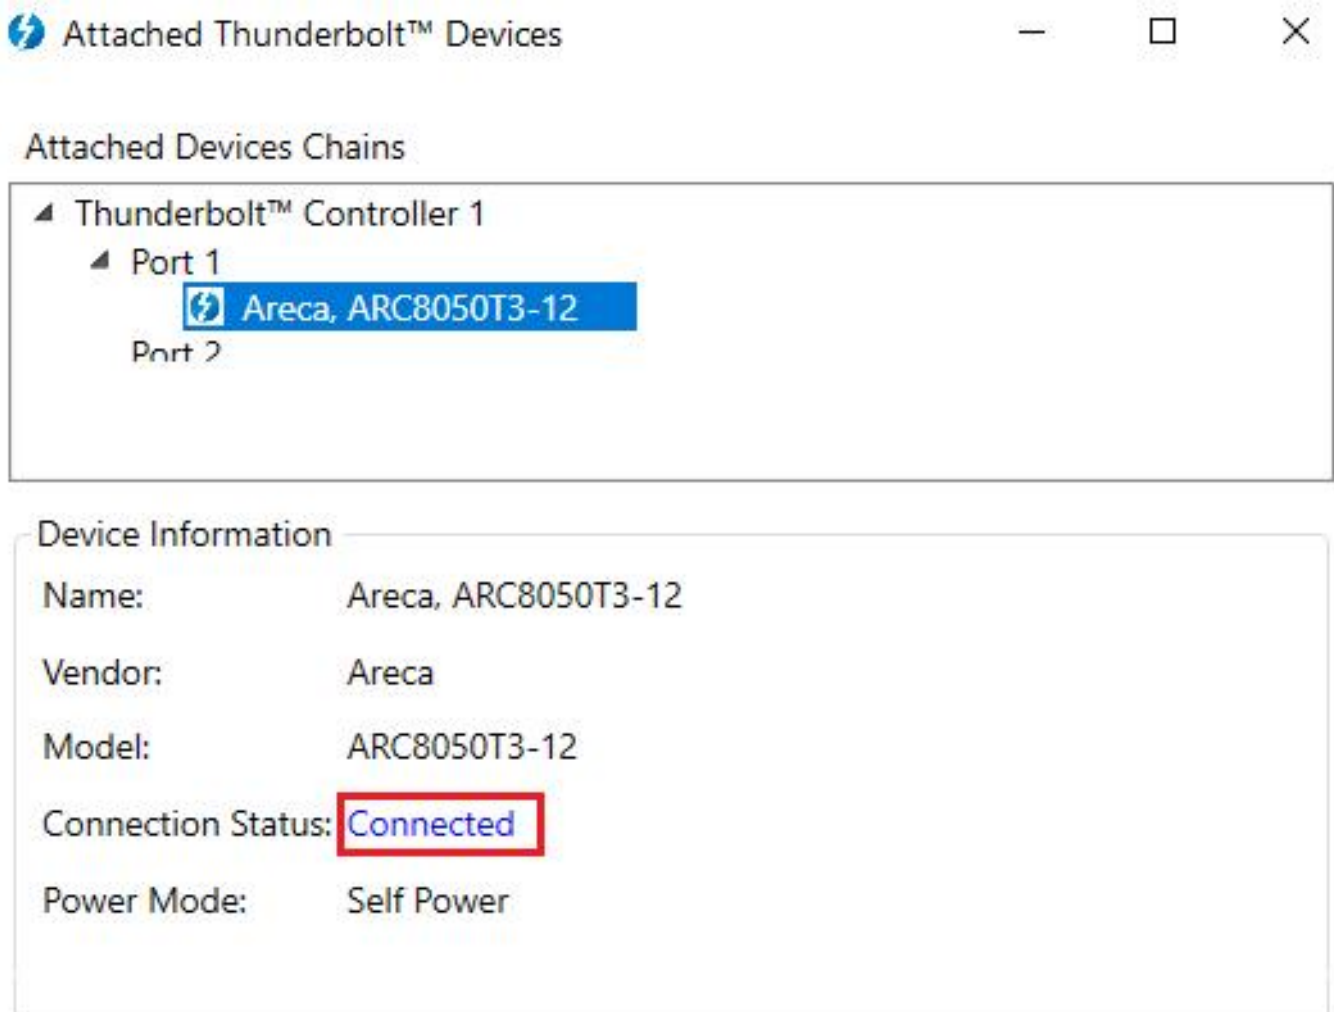 Attached Thunderbolt™ Devices
Attached Devices Chains
Thunderbolt™ Controller 1
Port 1
Areca, ARC8050T3-12
Port 2
Device Information
Name: Areca, ARC8050T3-12
Vendor: Areca
Model: ARC8050T3-12
Connection Status: Connected
Power Mode: Self Power